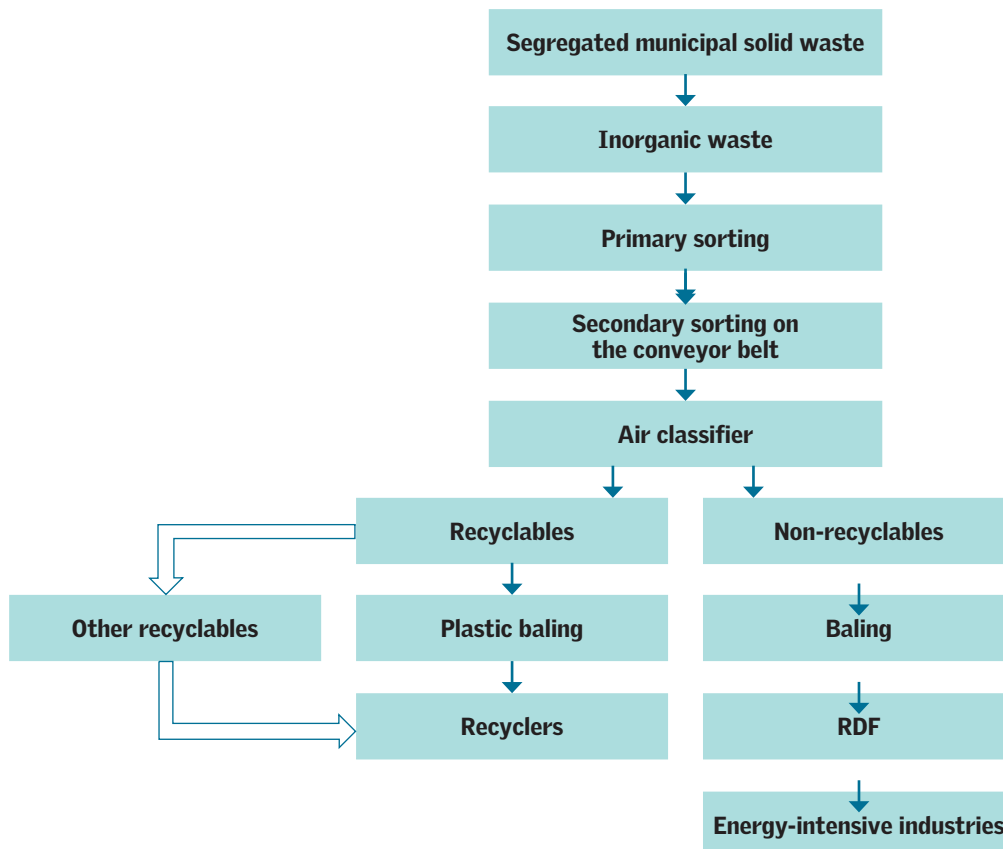 Segregated municipal solid waste
Inorganic waste
Primary sorting
Secondary sorting on
the conveyor belt
Air classifier
Recyclables
Non-recyclables
Other recyclables
Plastic baling
Baling
Recyclers
RDF
Energy-intensive industries